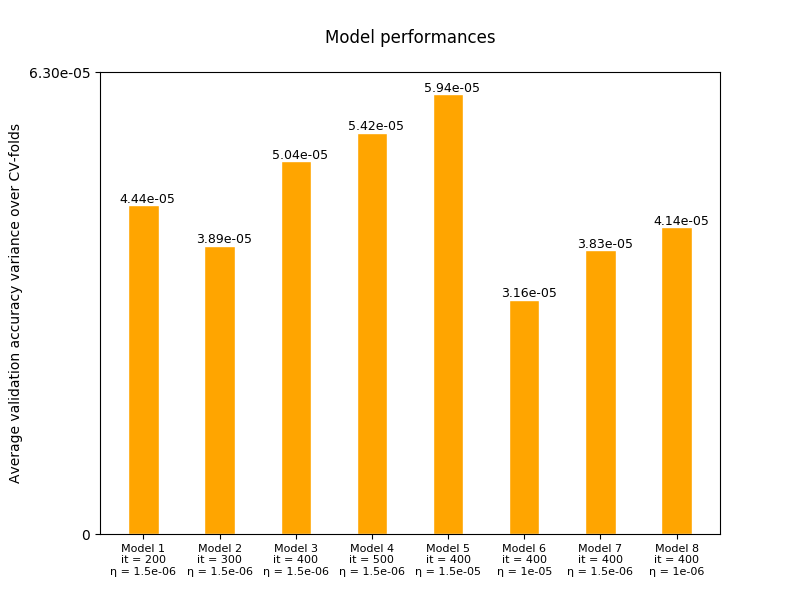 Model performances
Average validation accuracy variance over CV-folds
6.30e-05
0
4.44e-05
3.89e-05
5.04e-05
5.42e-05
5.94e-05
3.16e-05
3.83e-05
4.14e-05
Model 1
it = 200
η = 1.5e-06
Model 2
it = 300
η = 1.5e-06
Model 3
it = 400
η = 1.5e-06
Model 4
it = 500
η = 1.5e-06
Model 5
it = 400
η = 1.5e-05
Model 6
it = 400
η = 1e-05
Model 7
it = 400
η = 1.5e-06
Model 8
it = 400
η = 1e-06